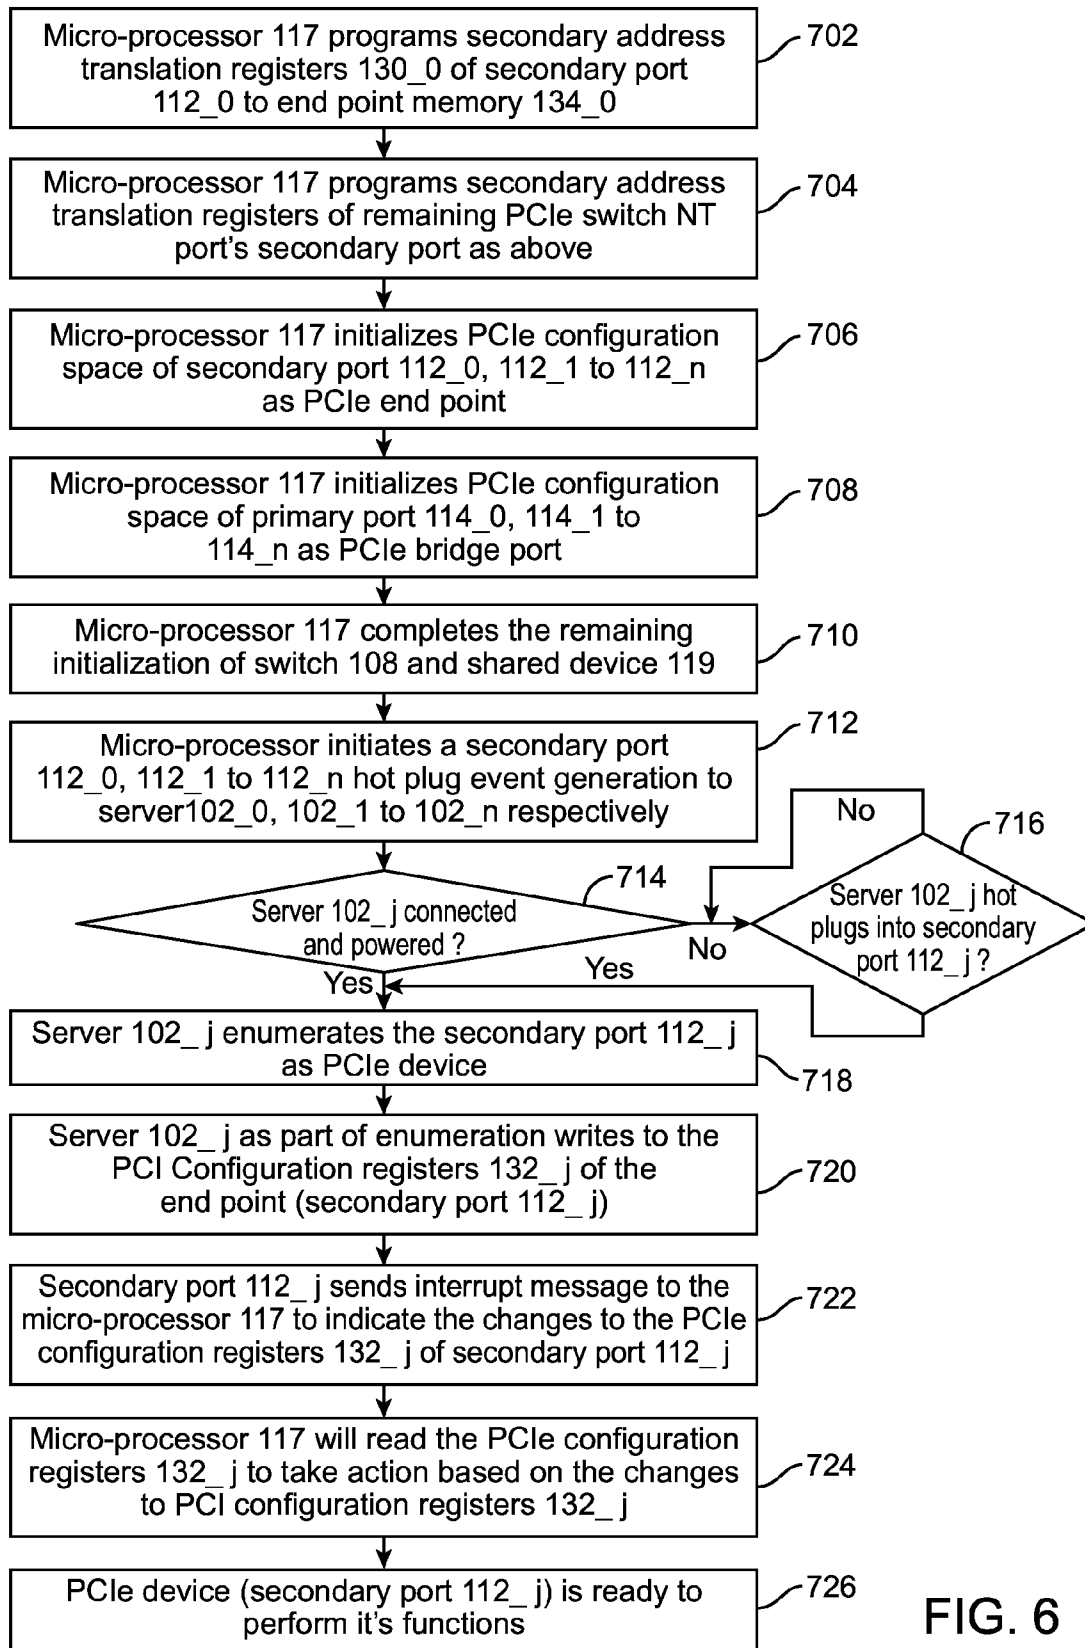 Micro-processor 117 programs secondary address
translation registers 130_0 of secondary port
112_0 to end point memory 134_0
702
Micro-processor 117 programs secondary address
translation registers of remaining PCIe switch NT
port's secondary port as above
704
Micro-processor 117 initializes PCIe configuration
space of secondary port 112_0, 112_1 to 112_n
as PCIe end point
706
Micro-processor 117 initializes PCIe configuration
space of primary port 114_0, 114_1 to
114_n as PCIe bridge port
708
Micro-processor 117 completes the remaining
initialization of switch 108 and shared device 119
710
Micro-processor initiates a secondary port
112_0, 112_1 to 112_n hot plug event generation to
server102_0, 102_1 to 102_n respectively
712
Server 102_ j connected
and powered ?
714
No
Yes
Server 102_ j hot
plugs into secondary
port 112_ j ?
716
No
Yes
Server 102_ j enumerates the secondary port 112_ j
as PCIe device
718
Server 102_ j as part of enumeration writes to the
PCI Configuration registers 132_ j of the
end point (secondary port 112_ j)
720
Secondary port 112_ j sends interrupt message to the
micro-processor 117 to indicate the changes to the PCIe
configuration registers 132_ j of secondary port 112_ j
722
Micro-processor 117 will read the PCIe configuration
registers 132_ j to take action based on the changes
to PCI configuration registers 132_ j
724
PCIe device (secondary port 112_ j) is ready to
perform it's functions
726
FIG. 6